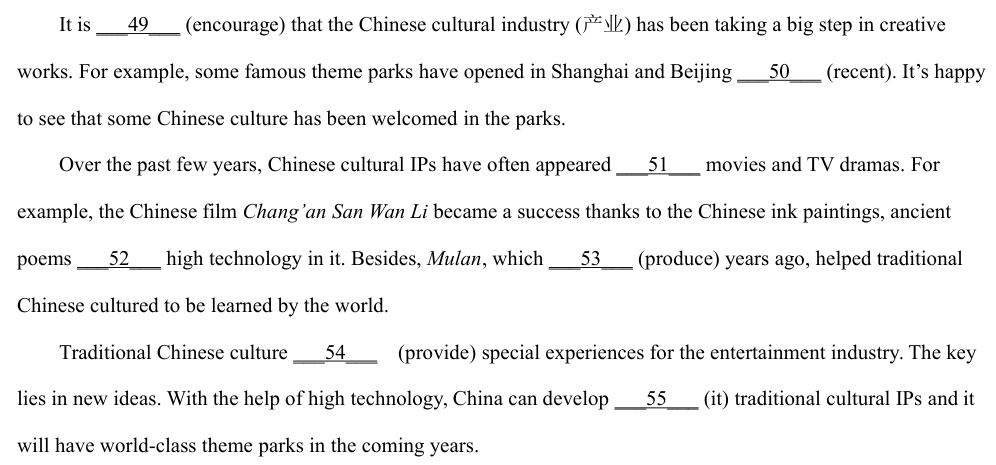 It is ___49___ (encourage) that the Chinese cultural industry (产业) has been taking a big step in creative
works. For example, some famous theme parks have opened in Shanghai and Beijing ___50___ (recent). It's happy
to see that some Chinese culture has been welcomed in the parks.
Over the past few years, Chinese cultural IPs have often appeared ___51___ movies and TV dramas. For
example, the Chinese film Chang'an San Wan Li became a success thanks to the Chinese ink paintings, ancient
poems ___52___ high technology in it. Besides, Mulan, which ___53___ (produce) years ago, helped traditional
Chinese cultured to be learned by the world.
Traditional Chinese culture ___54___ (provide) special experiences for the entertainment industry. The key
lies in new ideas. With the help of high technology, China can develop ___55___ (it) traditional cultural IPs and it
will have world-class theme parks in the coming years.